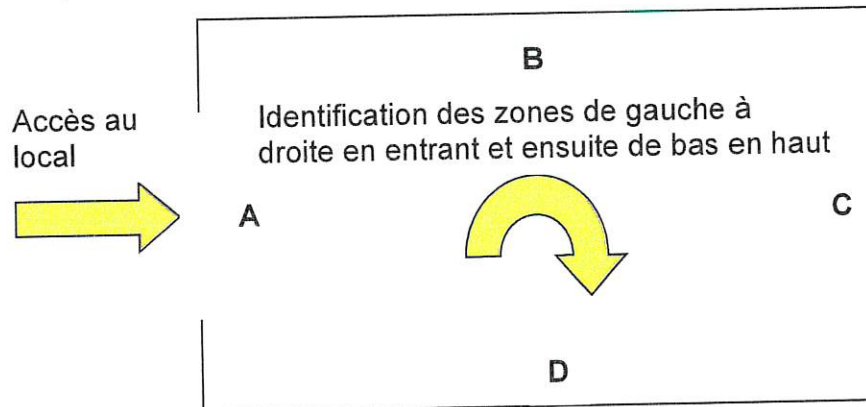 B
Accès au
local
Identification des zones de gauche à
droite en entrant et ensuite de bas en haut
A
C
D